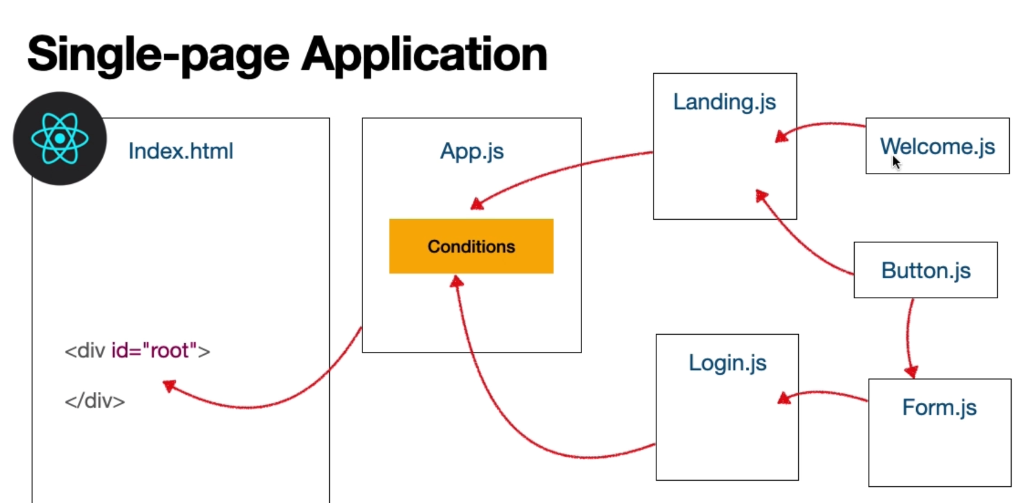 Single-page Application
Index.html
<div id="root">
</div>
App.js
Conditions
Landing.js
Welcome.js
Button.js
Login.js
Form.js